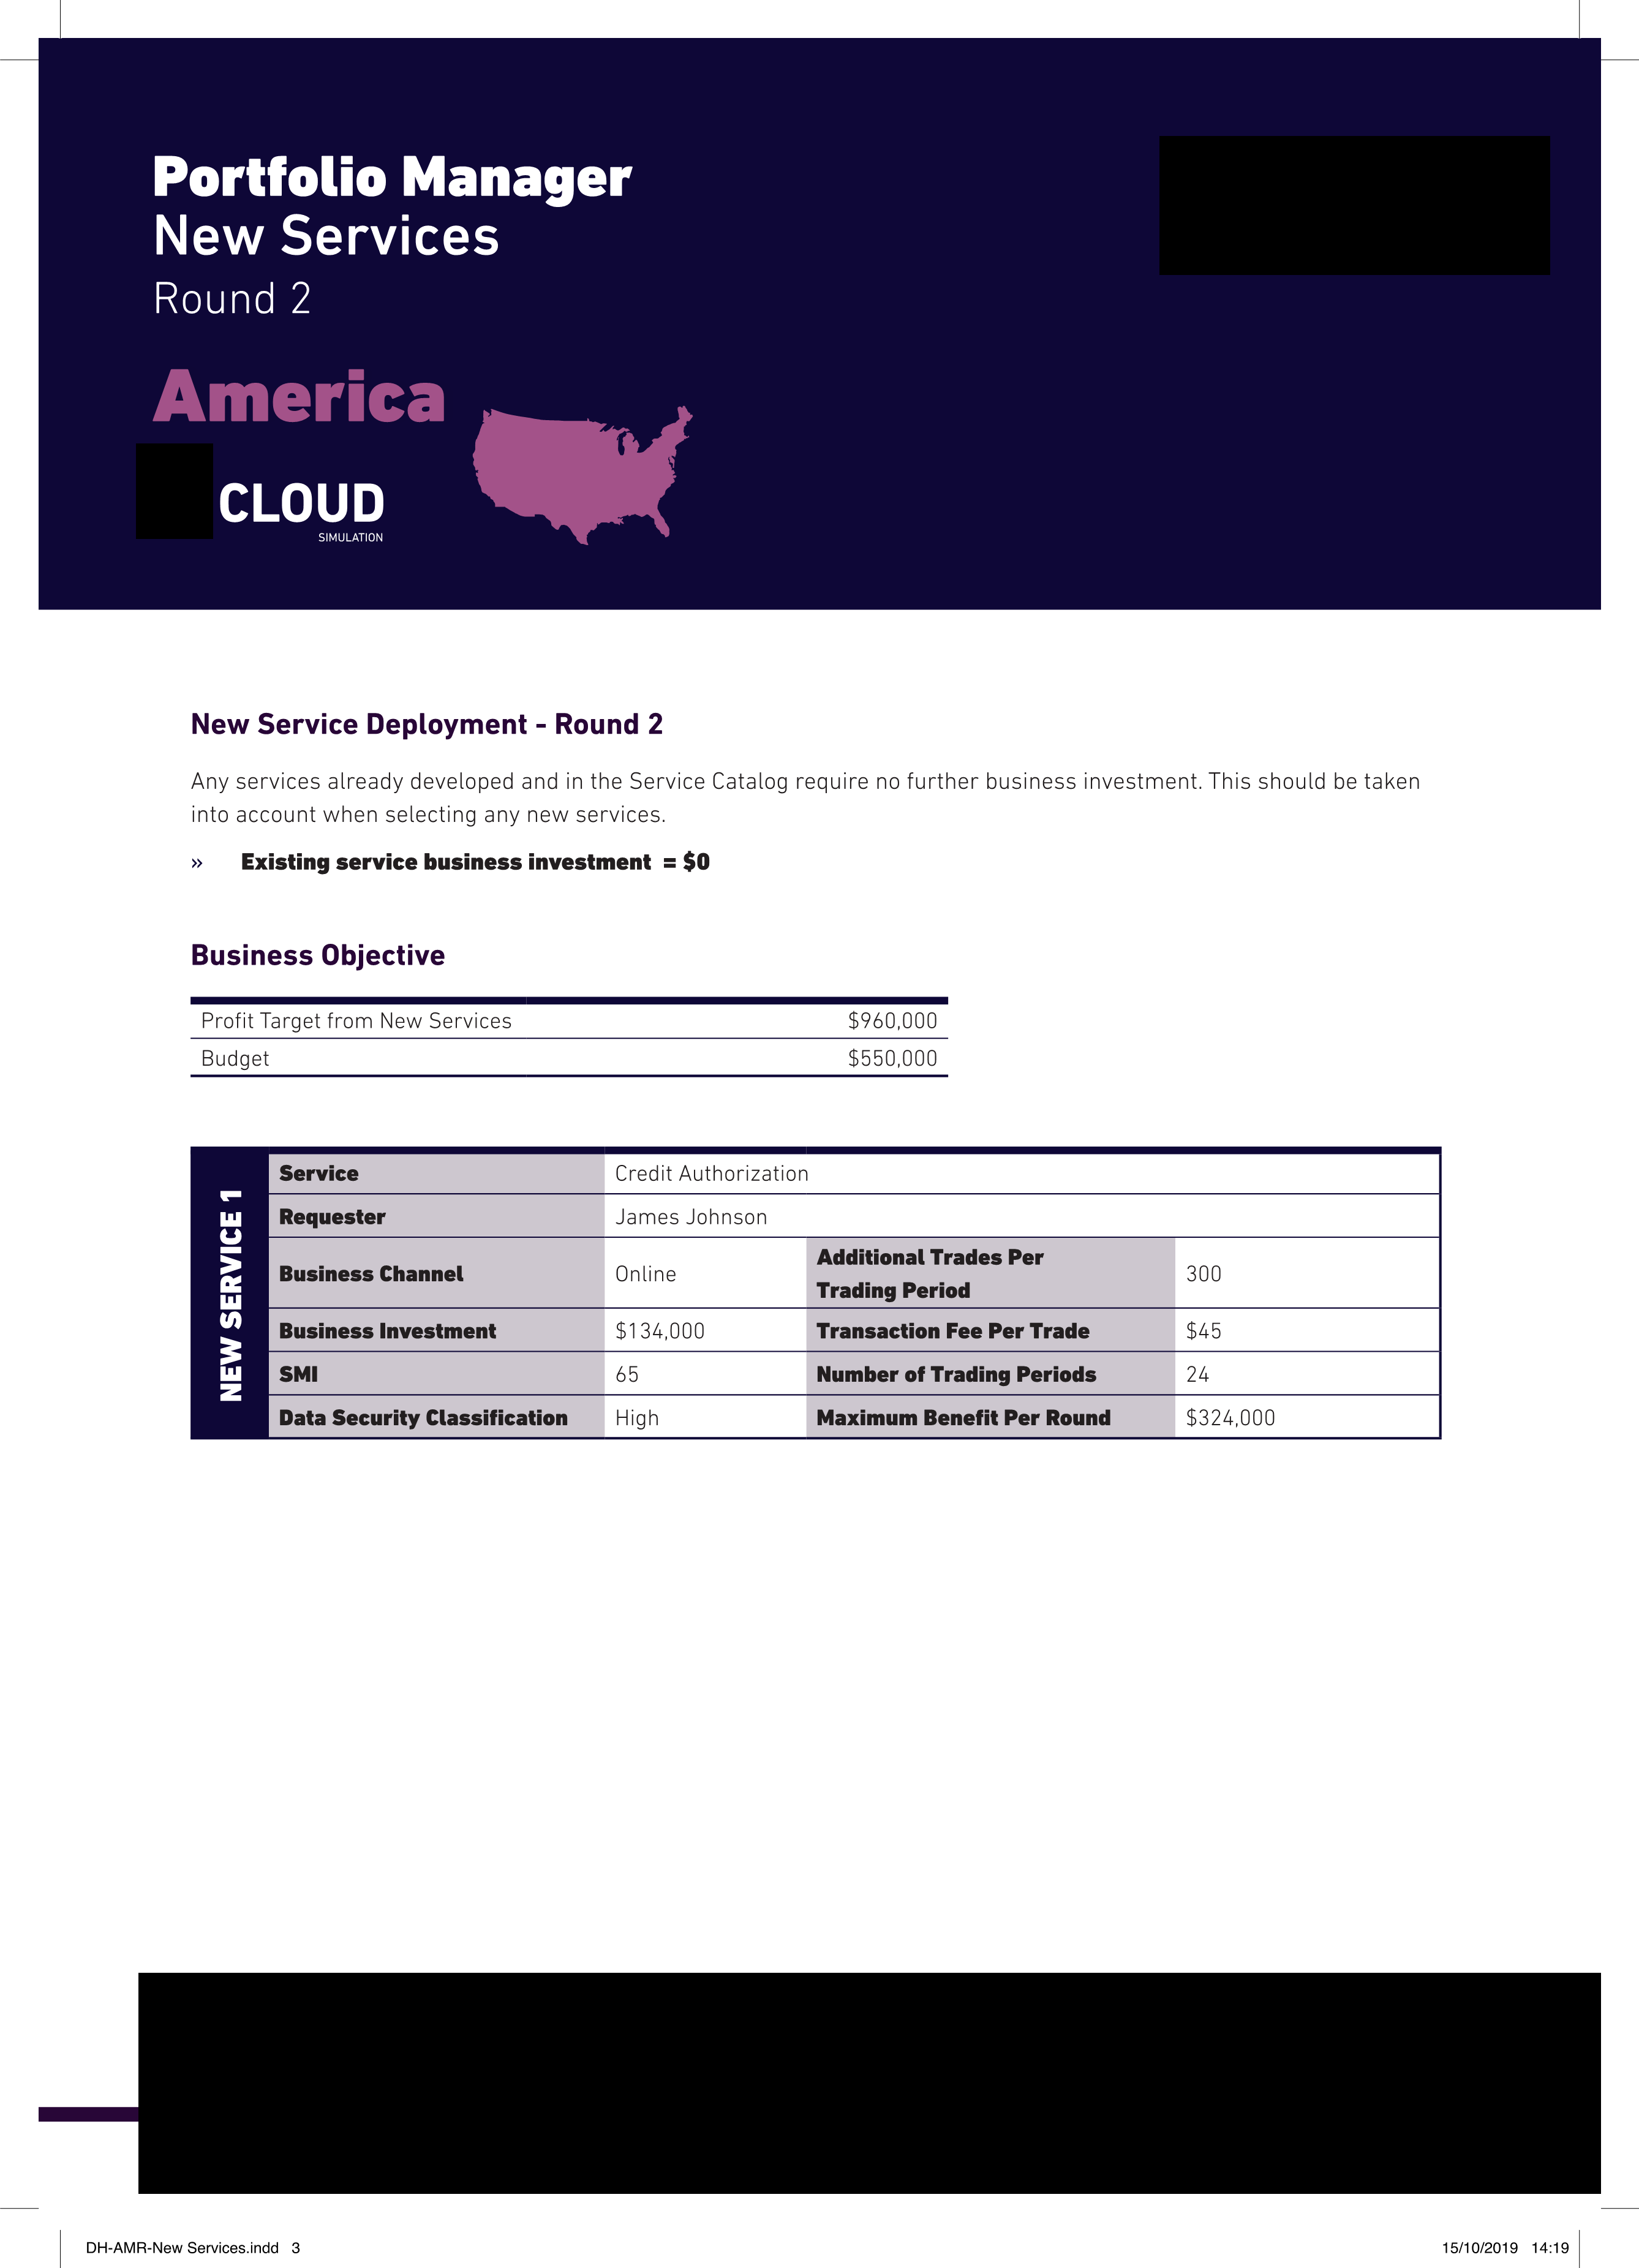 Portfolio Manager
New Services
Round 2
America
CLOUD
SIMULATION
New Service Deployment - Round 2
Any services already developed and in the Service Catalog require no further business investment. This should be taken
into account when selecting any new services.
» Existing service business investment = $0
Business Objective
Profit Target from New Services $960,000
Budget $550,000
NEW SERVICE 1
Service Credit Authorization
Requester James Johnson
Business Channel Online Additional Trades Per
Trading Period 300
Business Investment $134,000 Transaction Fee Per Trade $45
SMI 65 Number of Trading Periods 24
Data Security Classification High Maximum Benefit Per Round $324,000
DH-AMR-New Services.indd 3 15/10/2019 14:19